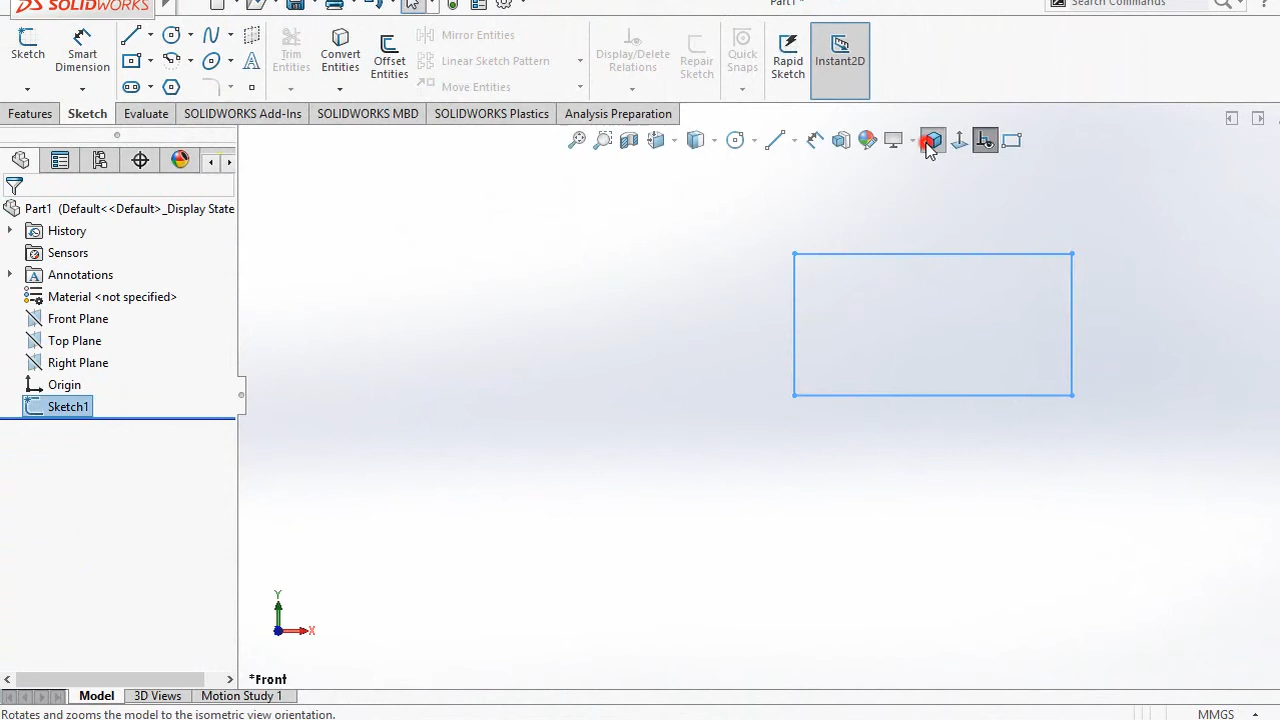 SOLIDWORKS
Part1 *
Search Commands
Sketch
Smart
Dimension
Trim
Entities
Convert
Entities
Offset
Entities
Mirror Entities
Linear Sketch Pattern
Move Entities
Display/Delete
Relations
Repair
Sketch
Quick
Snaps
Rapid
Sketch
Instant2D
Features
Sketch
Evaluate
SOLIDWORKS Add-Ins
SOLIDWORKS MBD
SOLIDWORKS Plastics
Analysis Preparation
Part1 (Default<<Default>_Display State
History
Sensors
Annotations
Material <not specified>
Front Plane
Top Plane
Right Plane
Origin
Sketch1
Y
X
*Front
Model
3D Views
Motion Study 1
Rotates and zooms the model to the isometric view orientation.
MMGS